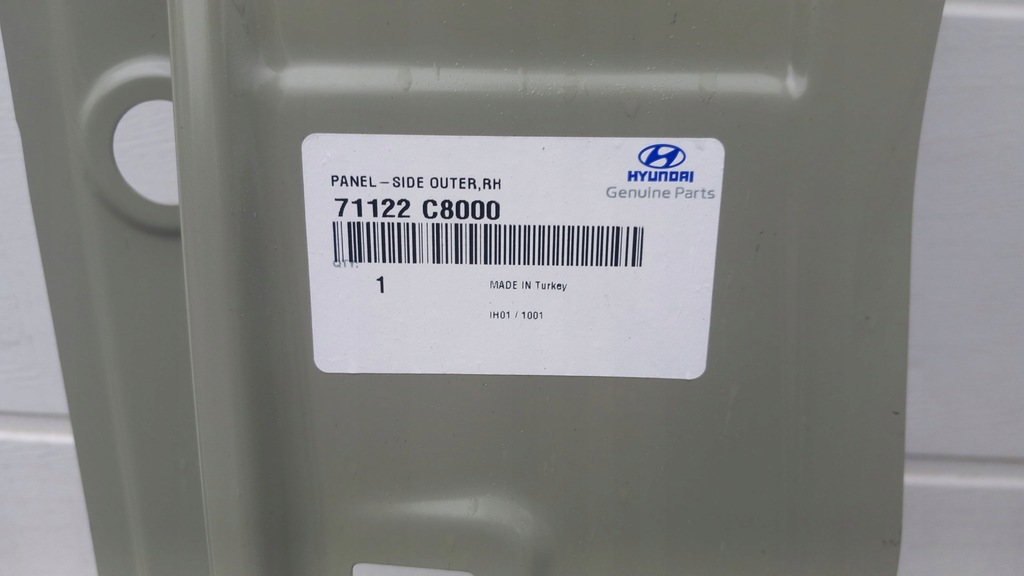 HYUNDAI
Genuine Parts
PANEL-SIDE OUTER,RH
71122 C8000
QTY.
1
MADE IN Turkey
IH01 / 1001